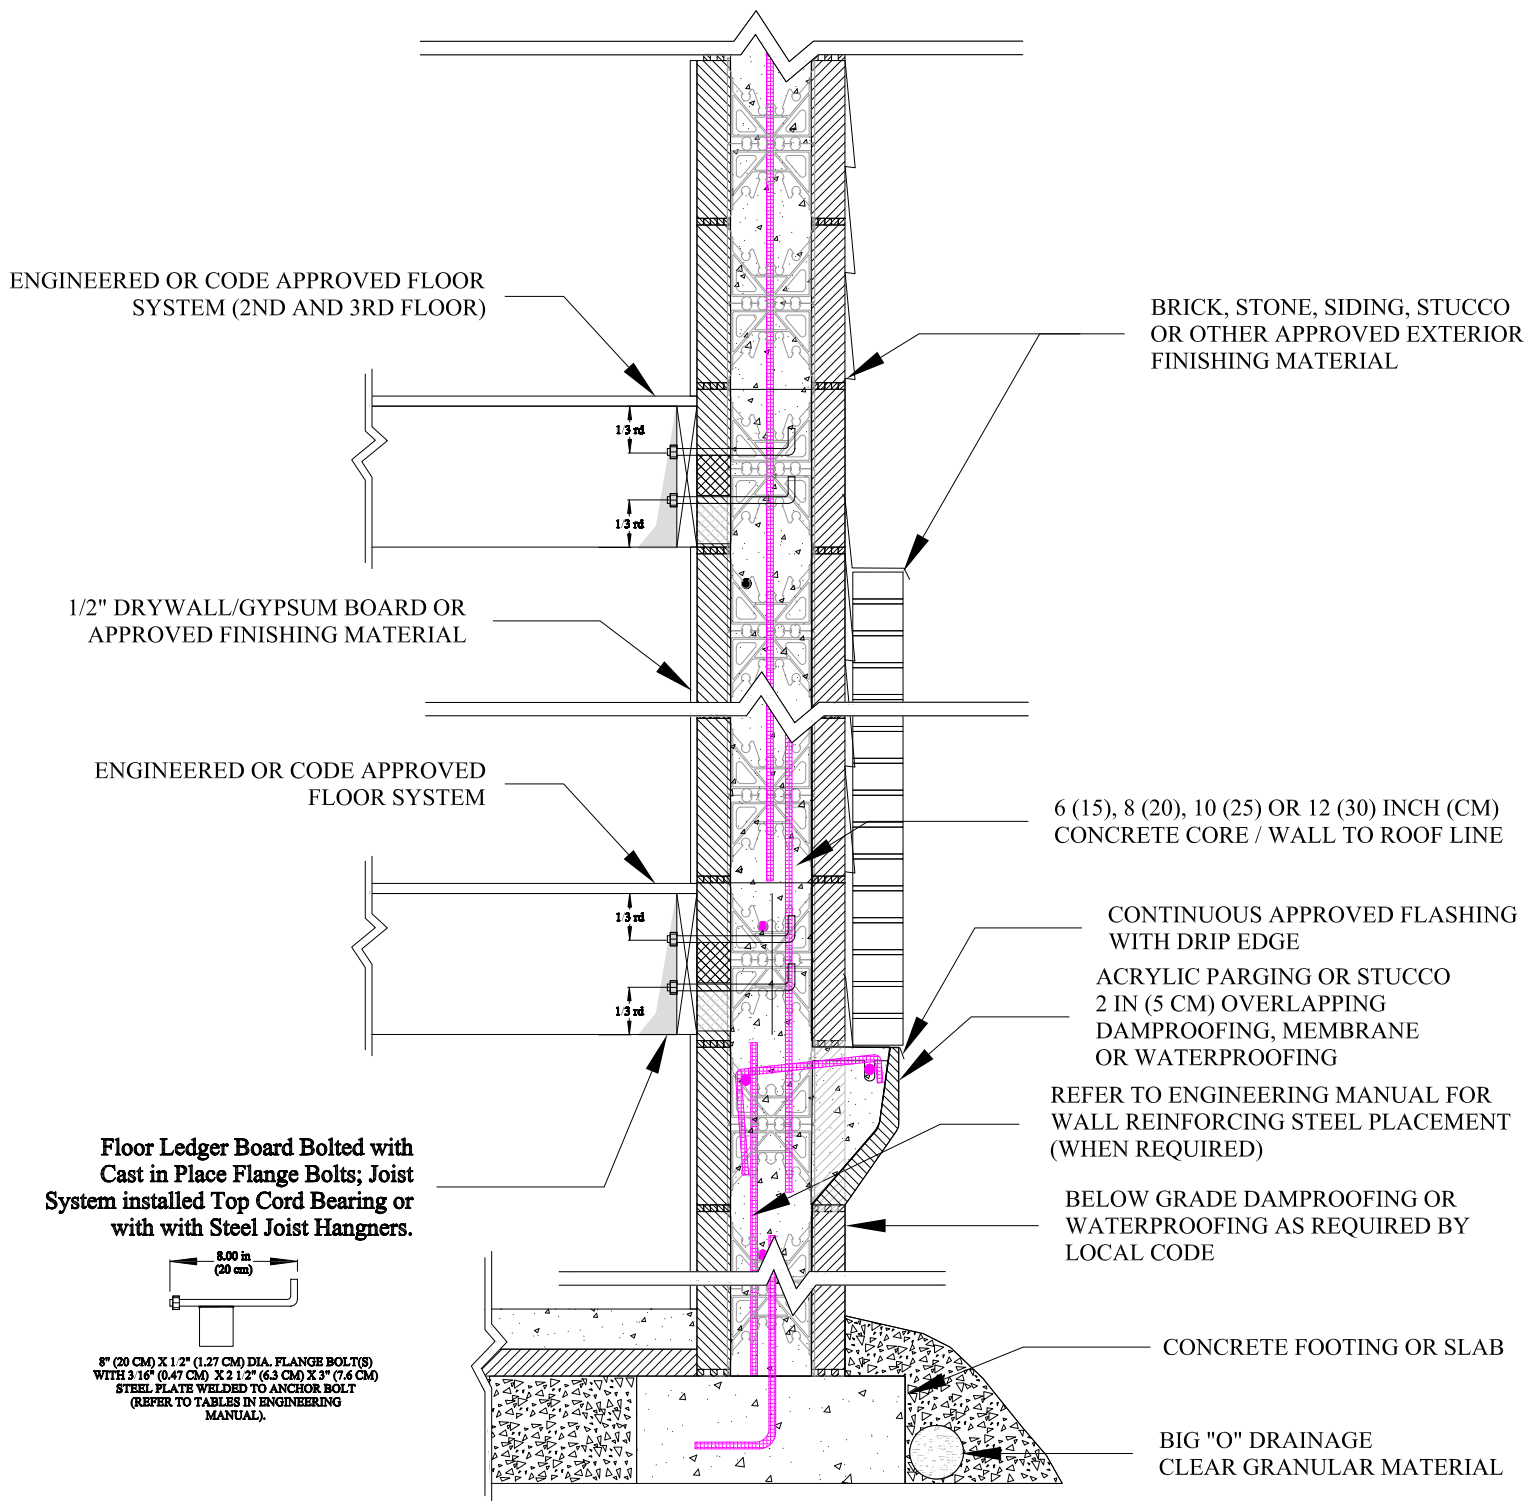 ENGINEERED OR CODE APPROVED FLOOR
SYSTEM (2ND AND 3RD FLOOR)
BRICK, STONE, SIDING, STUCCO
OR OTHER APPROVED EXTERIOR
FINISHING MATERIAL
1/3 rd
1/3 rd
1/2" DRYWALL/GYPSUM BOARD OR
APPROVED FINISHING MATERIAL
ENGINEERED OR CODE APPROVED
FLOOR SYSTEM
6 (15), 8 (20), 10 (25) OR 12 (30) INCH (CM)
CONCRETE CORE / WALL TO ROOF LINE
1/3 rd
1/3 rd
CONTINUOUS APPROVED FLASHING
WITH DRIP EDGE
ACRYLIC PARGING OR STUCCO
2 IN (5 CM) OVERLAPPING
DAMPROOFING, MEMBRANE
OR WATERPROOFING
REFER TO ENGINEERING MANUAL FOR
WALL REINFORCING STEEL PLACEMENT
(WHEN REQUIRED)
Floor Ledger Board Bolted with
Cast in Place Flange Bolts; Joist
System installed Top Cord Bearing or
with with Steel Joist Hangners.
BELOW GRADE DAMPROOFING OR
WATERPROOFING AS REQUIRED BY
LOCAL CODE
8.00 in
(20 cm)
8" (20 CM) X 1/2" (1.27 CM) DIA. FLANGE BOLT(S)
WITH 3/16" (0.47 CM) X 2 1/2" (6.3 CM) X 3" (7.6 CM)
STEEL PLATE WELDED TO ANCHOR BOLT
(REFER TO TABLES IN ENGINEERING
MANUAL).
CONCRETE FOOTING OR SLAB
BIG "O" DRAINAGE
CLEAR GRANULAR MATERIAL